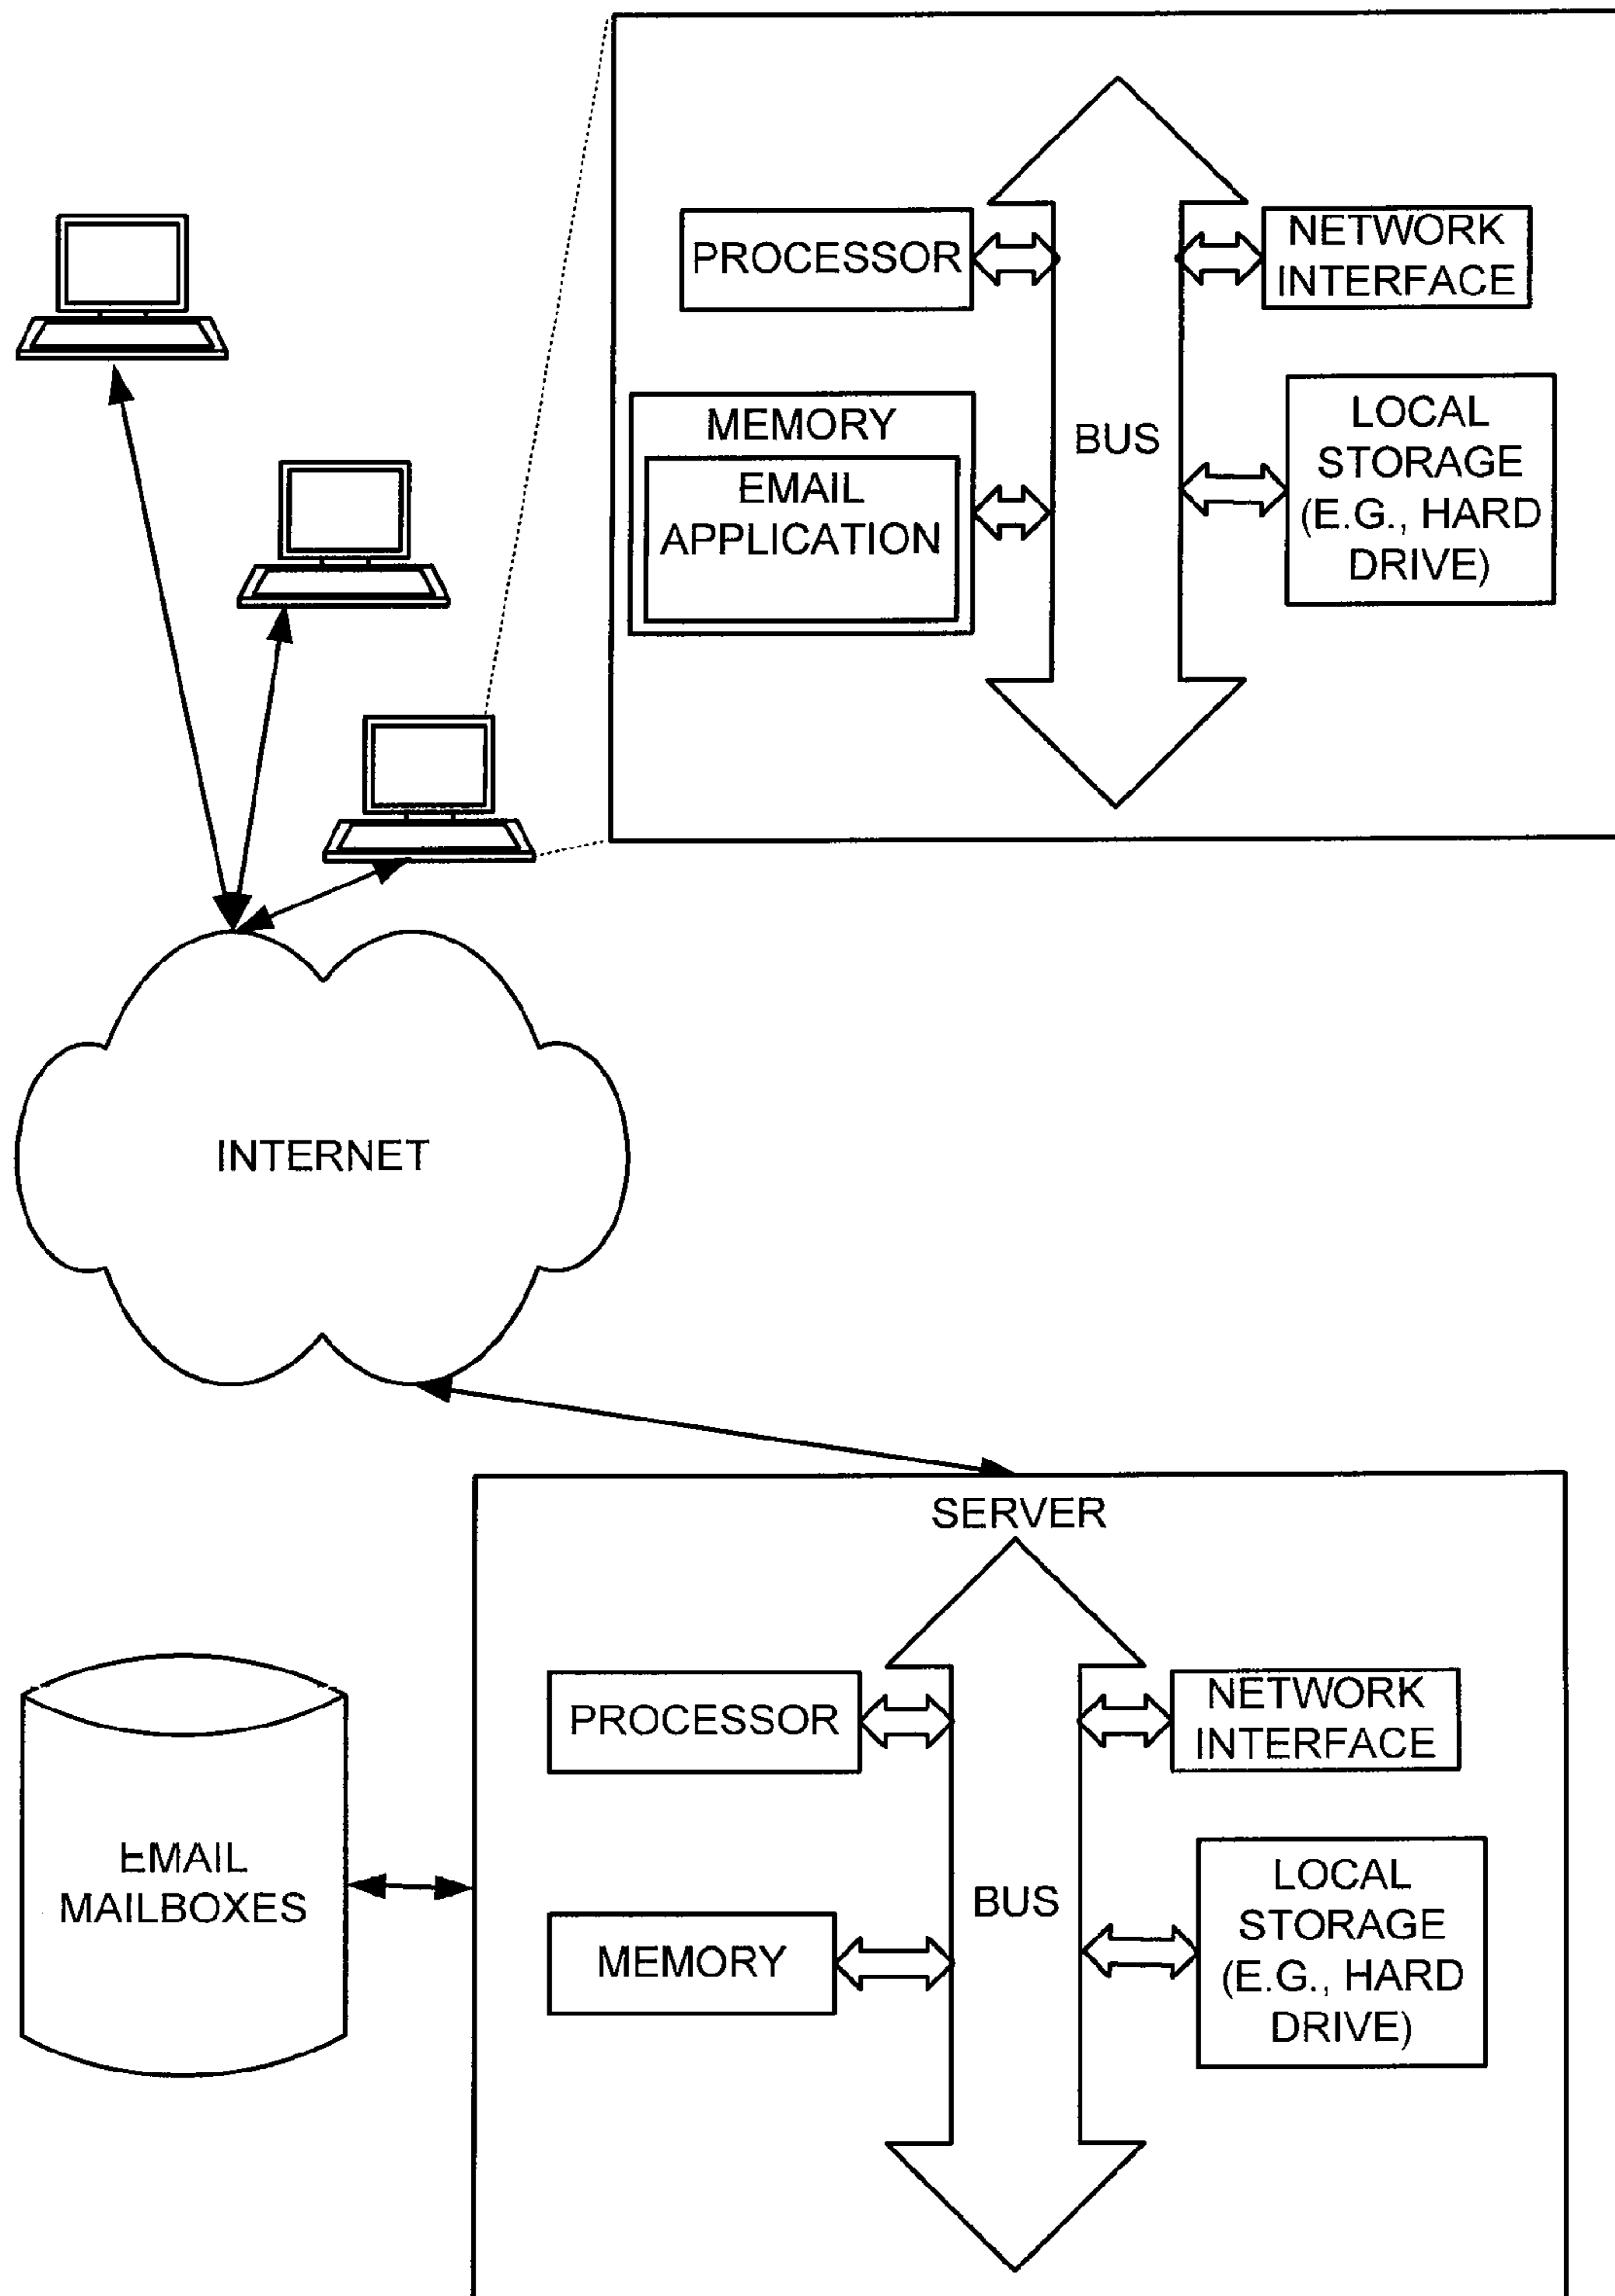 PROCESSOR
NETWORK
INTERFACE
MEMORY
EMAIL
APPLICATION
BUS
LOCAL
STORAGE
(E.G., HARD
DRIVE)
INTERNET
SERVER
PROCESSOR
NETWORK
INTERFACE
EMAIL
MAILBOXES
MEMORY
BUS
LOCAL
STORAGE
(E.G., HARD
DRIVE)